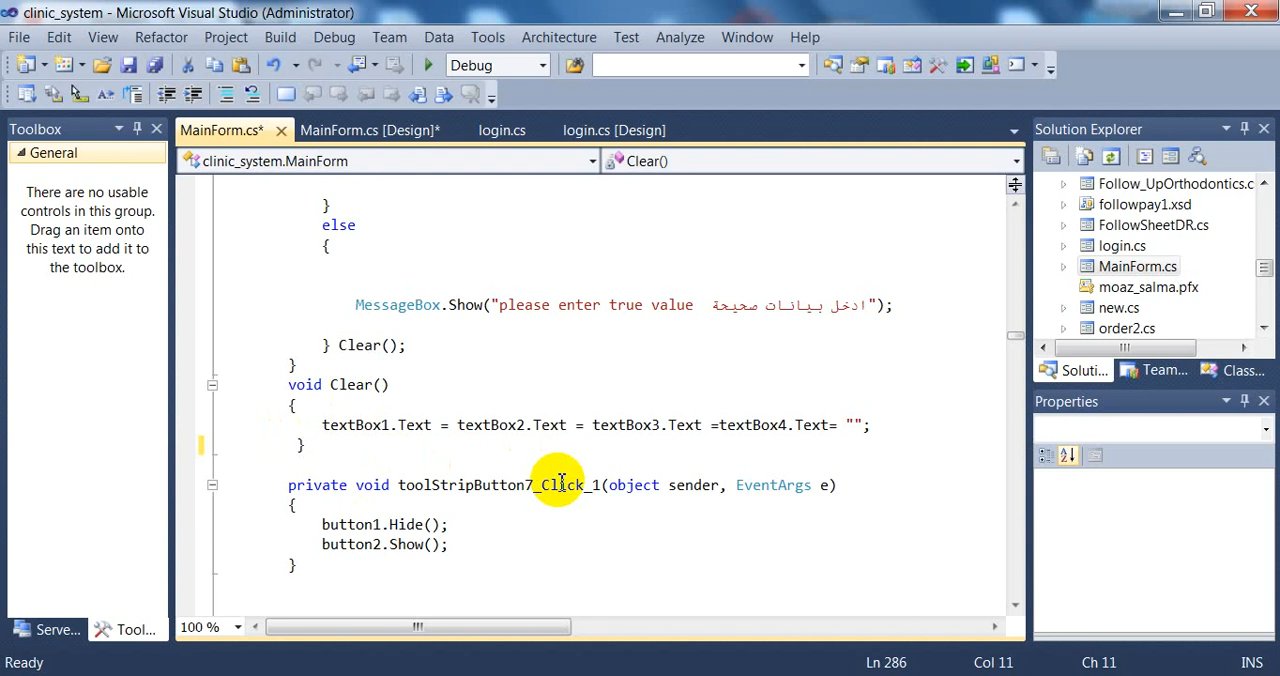 clinic_system - Microsoft Visual Studio (Administrator)
File Edit View Refactor Project Build Debug Team Data Tools Architecture Test Analyze Window Help
Debug
Toolbox
General
There are no usable
controls in this group.
Drag an item onto
this text to add it to
the toolbox.
Serve...
Tool...
MainForm.cs* MainForm.cs [Design]* login.cs login.cs [Design]
clinic_system.MainForm Clear()
}
else
{
MessageBox.Show("please enter true value ادخل بيانات صحيحة");
} Clear();
}
void Clear()
{
textBox1.Text = textBox2.Text = textBox3.Text =textBox4.Text= "";
}
private void toolStripButton7_Click_1(object sender, EventArgs e)
{
button1.Hide();
button2.Show();
}
100 %
Solution Explorer
Follow_UpOrthodontics.c
followpay1.xsd
FollowSheetDR.cs
login.cs
MainForm.cs
moaz_salma.pfx
new.cs
order2.cs
Soluti... Team... Class...
Properties
Ready Ln 286 Col 11 Ch 11 INS